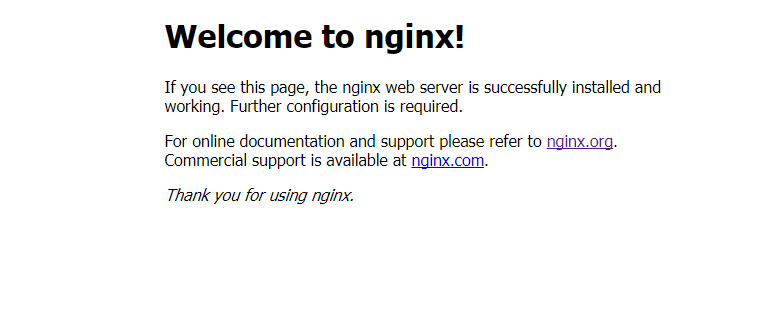 Welcome to nginx!
If you see this page, the nginx web server is successfully installed and
working. Further configuration is required.
For online documentation and support please refer to nginx.org.
Commercial support is available at nginx.com.
Thank you for using nginx.